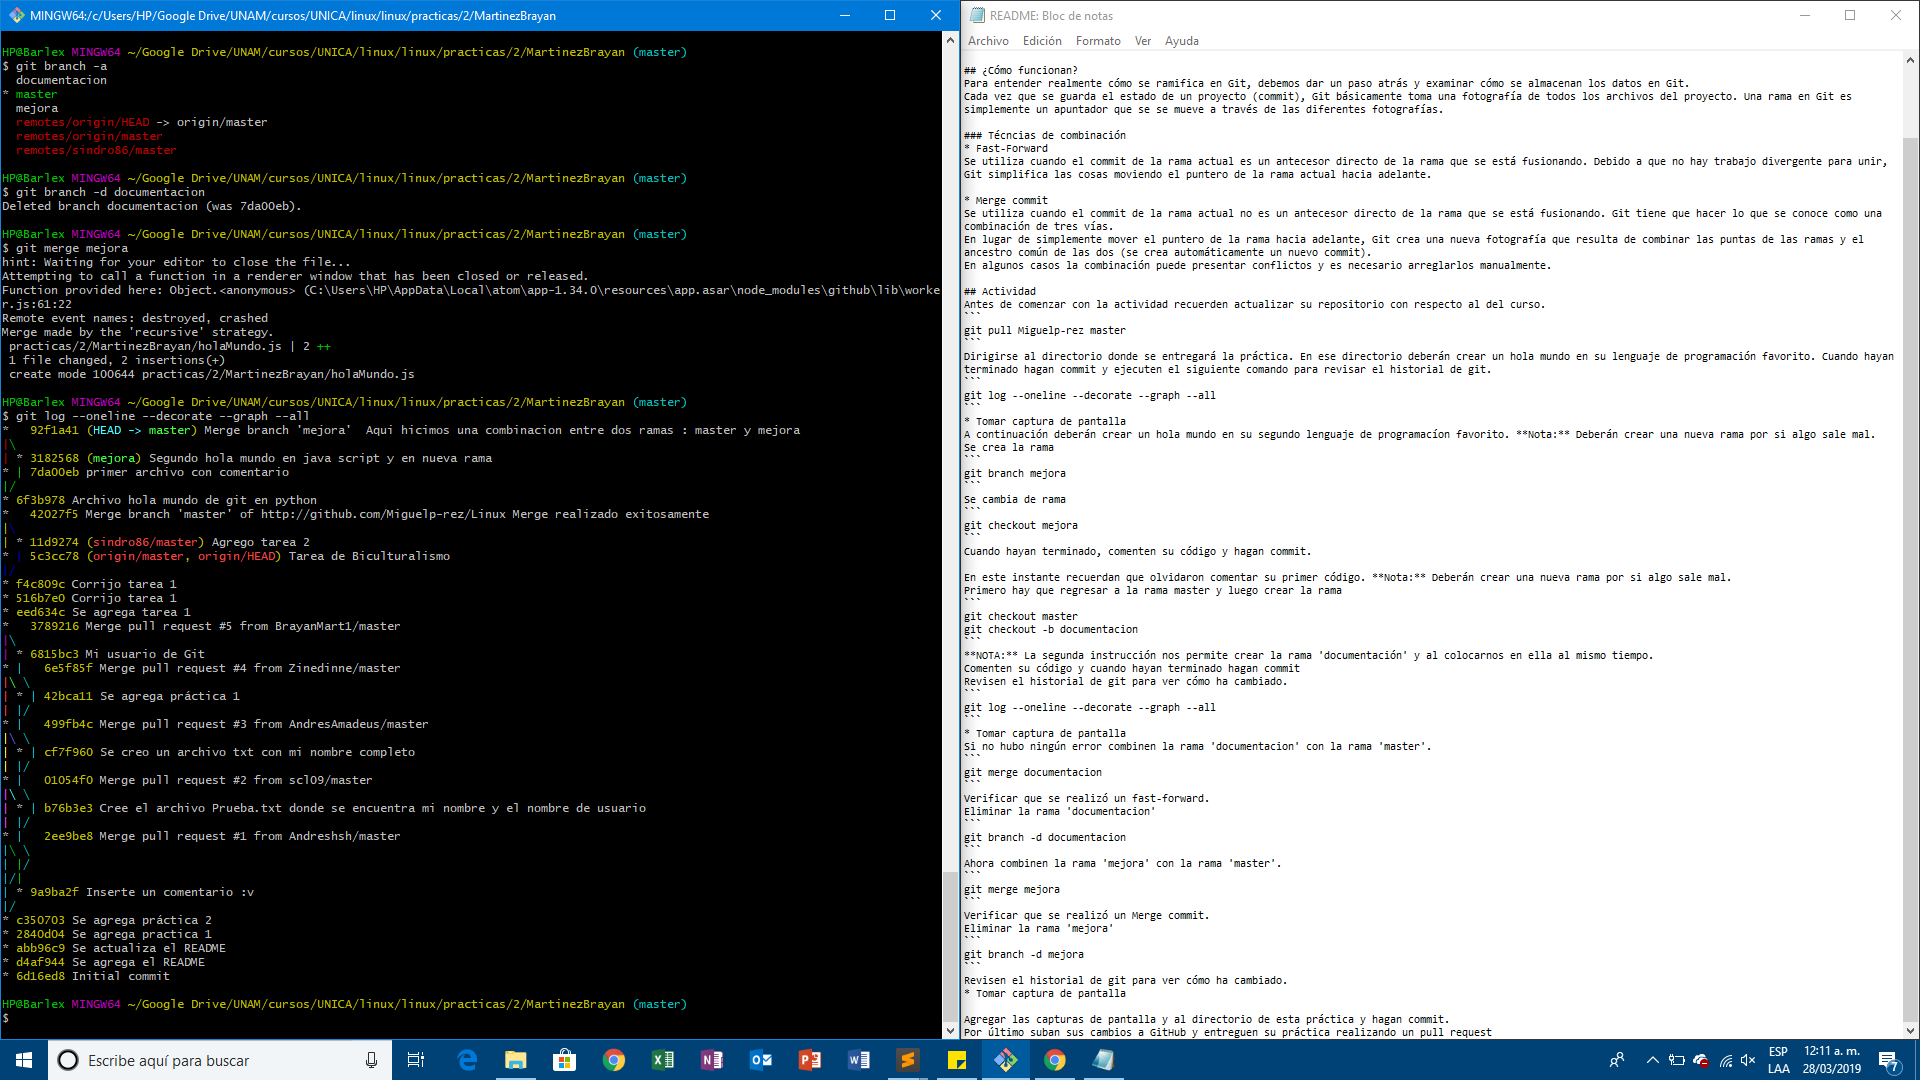 MINGW64:/c/Users/HP/Google Drive/UNAM/cursos/UNICA/linux/linux/practicas/2/MartinezBrayan
HP@Barlex MINGW64 ~/Google Drive/UNAM/cursos/UNICA/linux/linux/practicas/2/MartinezBrayan (master)
$ git branch -a
documentacion
* master
mejora
remotes/origin/HEAD -> origin/master
remotes/origin/master
remotes/sindro86/master
HP@Barlex MINGW64 ~/Google Drive/UNAM/cursos/UNICA/linux/linux/practicas/2/MartinezBrayan (master)
$ git branch -d documentacion
Deleted branch documentacion (was 7da00eb).
HP@Barlex MINGW64 ~/Google Drive/UNAM/cursos/UNICA/linux/linux/practicas/2/MartinezBrayan (master)
$ git merge mejora
hint: Waiting for your editor to close the file...
Attempting to call a function in a renderer window that has been closed or released.
Function provided here: Object.<anonymous> (C:\Users\HP\AppData\Local\atom\app-1.34.0\resources\app.asar\node_modules\github\lib\worke
r.js:61:22
Remote event names: destroyed, crashed
Merge made by the 'recursive' strategy.
practicas/2/MartinezBrayan/holaMundo.js | 2 ++
1 file changed, 2 insertions(+)
create mode 100644 practicas/2/MartinezBrayan/holaMundo.js
HP@Barlex MINGW64 ~/Google Drive/UNAM/cursos/UNICA/linux/linux/practicas/2/MartinezBrayan (master)
$ git log --oneline --decorate --graph --all
*   92f1a41 (HEAD -> master) Merge branch 'mejora'  Aqui hicimos una combinacion entre dos ramas : master y mejora
|\
| * 3182568 (mejora) Segundo hola mundo en java script y en nueva rama
* | 7da00eb primer archivo con comentario
|/
* 6f3b978 Archivo hola mundo de git en python
*   42027f5 Merge branch 'master' of http://github.com/Miguelp-rez/Linux Merge realizado exitosamente
|\
| * 11d9274 (sindro86/master) Agrego tarea 2
* | 5c3cc78 (origin/master, origin/HEAD) Tarea de Biculturalismo
|/
* f4c809c Corrijo tarea 1
* 516b7e0 Corrijo tarea 1
* eed634c Se agrega tarea 1
*   3789216 Merge pull request #5 from BrayanMart1/master
|\
| * 6815bc3 Mi usuario de Git
* |   6e5f85f Merge pull request #4 from Zinedinne/master
|\ \
| * | 42bca11 Se agrega práctica 1
| |/
* |   499fb4c Merge pull request #3 from AndresAmadeus/master
|\ \
| * | cf7f960 Se creo un archivo txt con mi nombre completo
| |/
* |   01054f0 Merge pull request #2 from scl09/master
|\ \
| * | b76b3e3 Cree el archivo Prueba.txt donde se encuentra mi nombre y el nombre de usuario
| |/
* |   2ee9be8 Merge pull request #1 from Andreshsh/master
|\ \
| |/
|/|
| * 9a9ba2f Inserte un comentario :v
|/
* c350703 Se agrega práctica 2
* 2840d04 Se agrega practica 1
* abb96c9 Se actualiza el README
* d4af944 Se agrega el README
* 6d16ed8 Initial commit
HP@Barlex MINGW64 ~/Google Drive/UNAM/cursos/UNICA/linux/linux/practicas/2/MartinezBrayan (master)
$
README: Bloc de notas
Archivo Edición Formato Ver Ayuda
## ¿Cómo funcionan?
Para entender realmente cómo se ramifica en Git, debemos dar un paso atrás y examinar cómo se almacenan los datos en Git.
Cada vez que se guarda el estado de un proyecto (commit), Git básicamente toma una fotografía de todos los archivos del proyecto. Una rama en Git es
simplemente un apuntador que se se mueve a través de las diferentes fotografías.
### Técncias de combinación
* Fast-Forward
Se utiliza cuando el commit de la rama actual es un antecesor directo de la rama que se está fusionando. Debido a que no hay trabajo divergente para unir,
Git simplifica las cosas moviendo el puntero de la rama actual hacia adelante.
* Merge commit
Se utiliza cuando el commit de la rama actual no es un antecesor directo de la rama que se está fusionando. Git tiene que hacer lo que se conoce como una
combinación de tres vías.
En lugar de simplemente mover el puntero de la rama hacia adelante, Git crea una nueva fotografía que resulta de combinar las puntas de las ramas y el
ancestro común de las dos (se crea automáticamente un nuevo commit).
En algunos casos la combinación puede presentar conflictos y es necesario arreglarlos manualmente.
## Actividad
Antes de comenzar con la actividad recuerden actualizar su repositorio con respecto al del curso.
```
git pull Miguelp-rez master
```
Dirigirse al directorio donde se entregará la práctica. En ese directorio deberán crear un hola mundo en su lenguaje de programación favorito. Cuando hayan
terminado hagan commit y ejecuten el siguiente comando para revisar el historial de git.
```
git log --oneline --decorate --graph --all
```
* Tomar captura de pantalla
A continuación deberán crear un hola mundo en su segundo lenguaje de programacíon favorito. **Nota:** Deberán crear una nueva rama por si algo sale mal.
Se crea la rama
```
git branch mejora
```
Se cambia de rama
```
git checkout mejora
```
Cuando hayan terminado, comenten su código y hagan commit.
En este instante recuerdan que olvidaron comentar su primer código. **Nota:** Deberán crear una nueva rama por si algo sale mal.
Primero hay que regresar a la rama master y luego crear la rama
```
git checkout master
git checkout -b documentacion
```
**NOTA:** La segunda instrucción nos permite crear la rama 'documentación' y al colocarnos en ella al mismo tiempo.
Comenten su código y cuando hayan terminado hagan commit
Revisen el historial de git para ver cómo ha cambiado.
```
git log --oneline --decorate --graph --all
```
* Tomar captura de pantalla
Si no hubo ningún error combinen la rama 'documentacion' con la rama 'master'.
```
git merge documentacion
```
Verificar que se realizó un fast-forward.
Eliminar la rama 'documentacion'
```
git branch -d documentacion
```
Ahora combinen la rama 'mejora' con la rama 'master'.
```
git merge mejora
```
Verificar que se realizó un Merge commit.
Eliminar la rama 'mejora'
```
git branch -d mejora
```
Revisen el historial de git para ver cómo ha cambiado.
* Tomar captura de pantalla
Agregar las capturas de pantalla y al directorio de esta práctica y hagan commit.
Por último suban sus cambios a GitHub y entreguen su práctica realizando un pull request
Escribe aquí para buscar
ESP
LAA
12:11 a. m.
28/03/2019
7